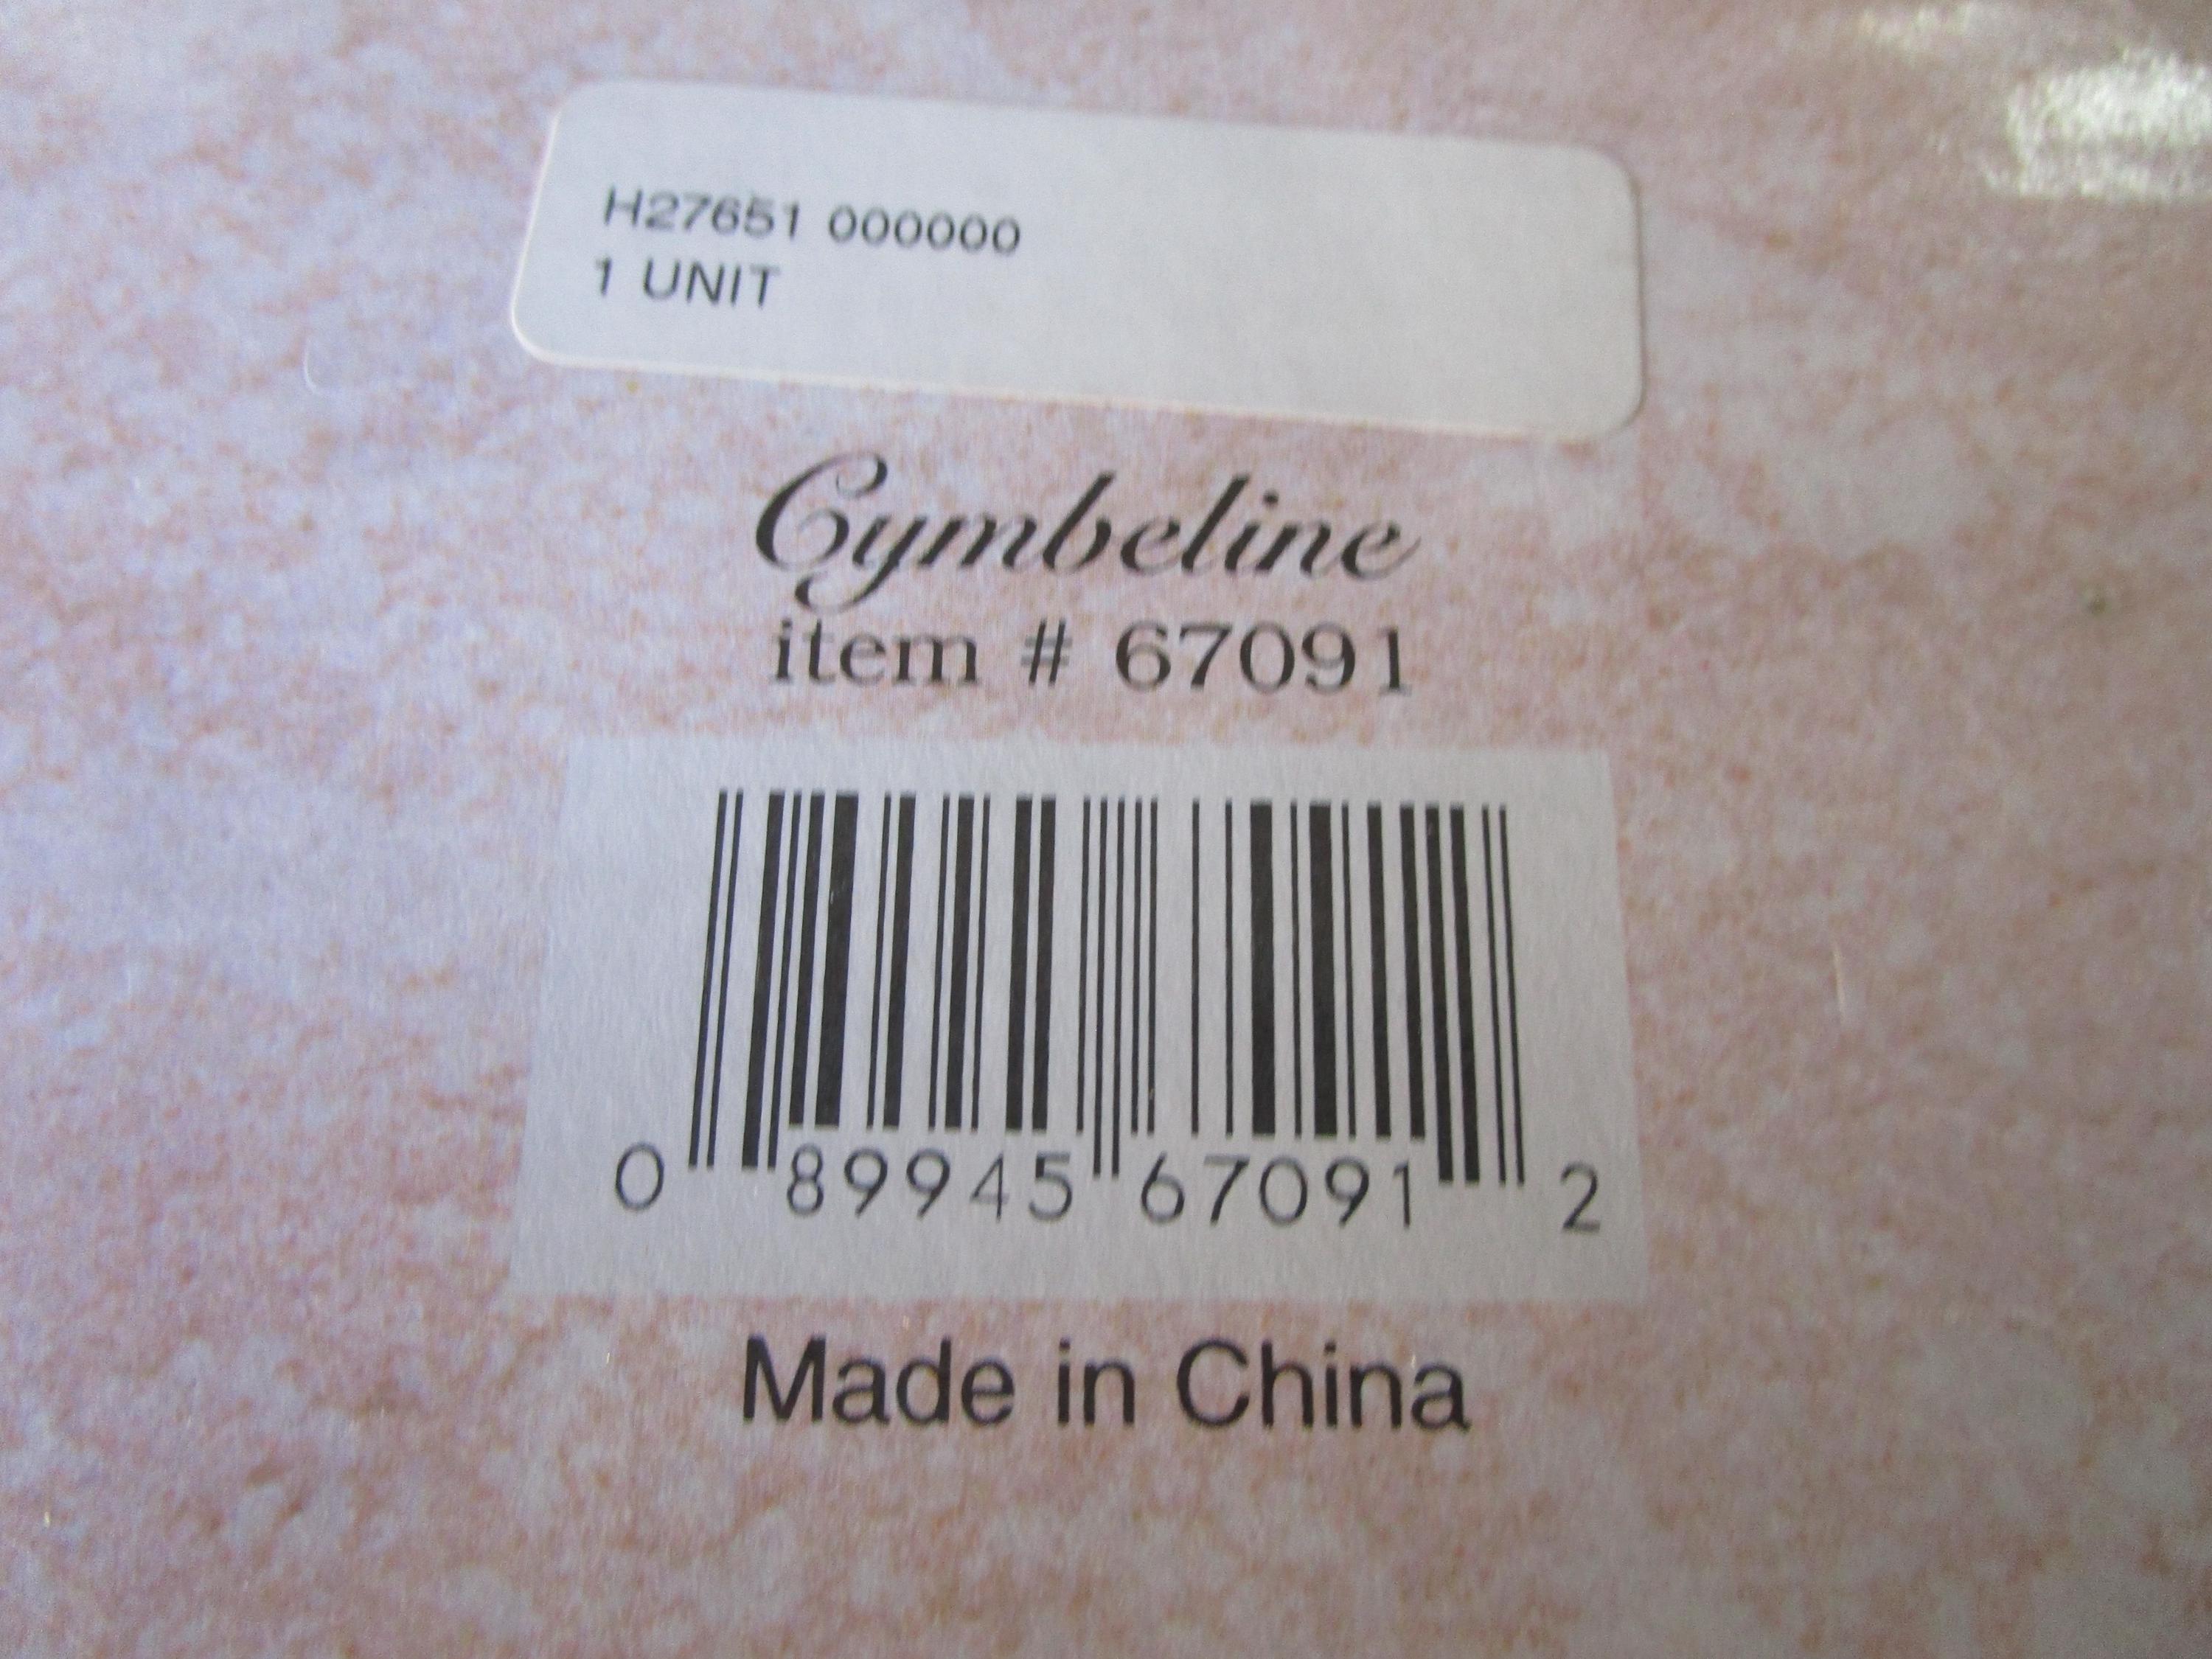 H27651 000000
1 UNIT
Cymbeline
item # 67091
0 89945 67091 2
Made in China